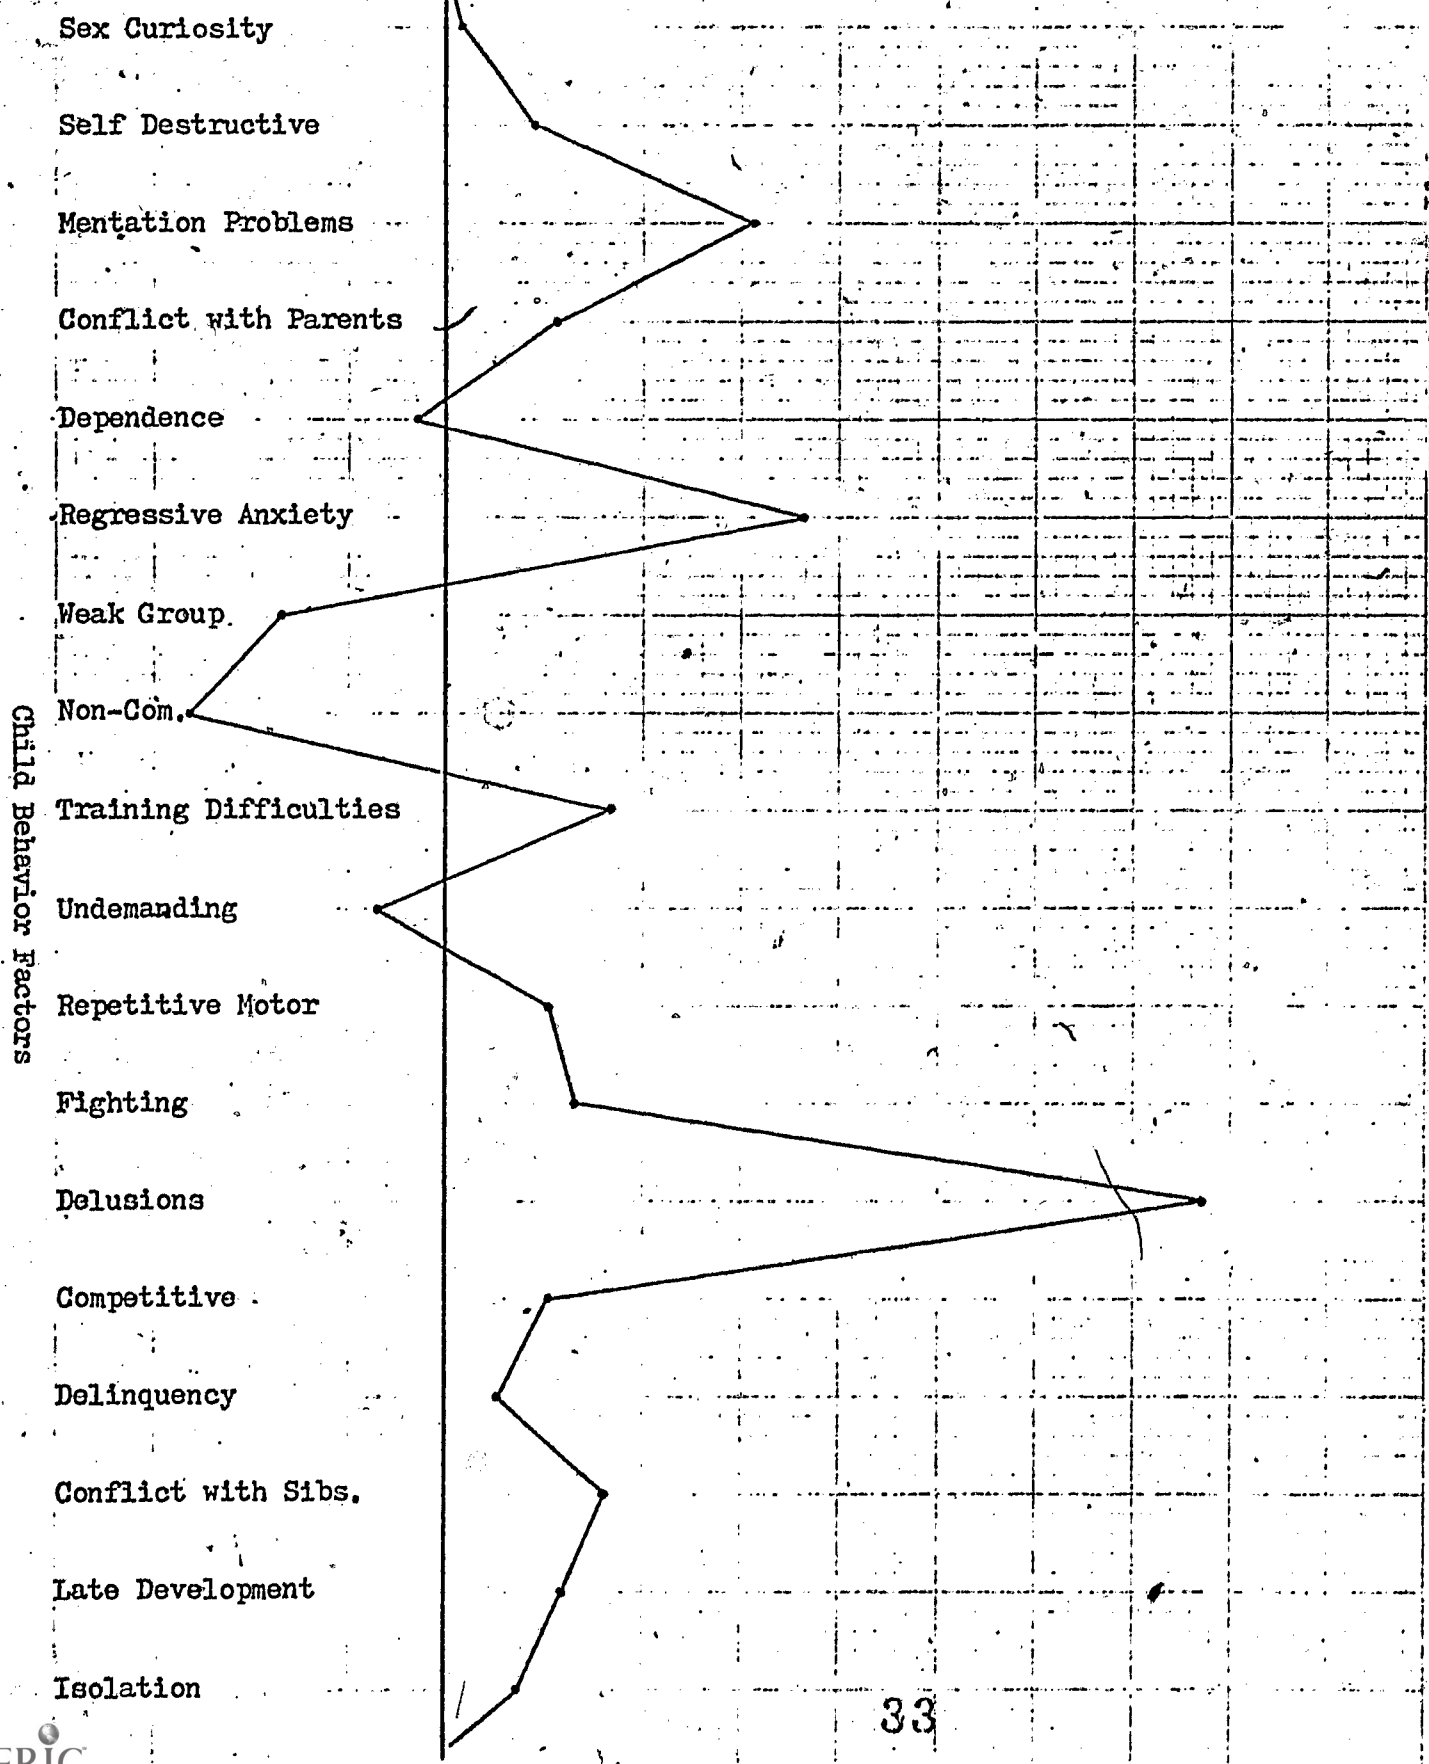 Sex Curiosity
Self Destructive
Mentation Problems
Conflict with Parents
Dependence
Regressive Anxiety
Weak Group
Non-Com.
Training Difficulties
Undemanding
Repetitive Motor
Fighting
Delusions
Competitive
Delinquency
Conflict with Sibs.
Late Development
Isolation
Child Behavior Factors
33
ERIC